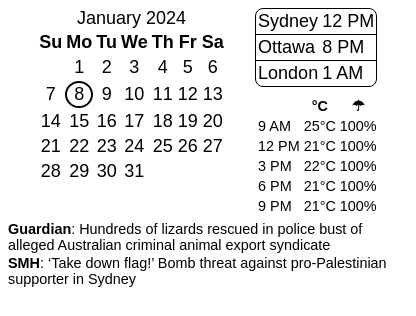 January 2024
Su Mo Tu We Th Fr Sa
1 2 3 4 5 6
7 8 9 10 11 12 13
14 15 16 17 18 19 20
21 22 23 24 25 26 27
28 29 30 31
Sydney 12 PM
Ottawa 8 PM
London 1 AM
°C ☂
9 AM 25°C 100%
12 PM 21°C 100%
3 PM 22°C 100%
6 PM 21°C 100%
9 PM 21°C 100%
Guardian: Hundreds of lizards rescued in police bust of
alleged Australian criminal animal export syndicate
SMH: ‘Take down flag!’ Bomb threat against pro-Palestinian
supporter in Sydney